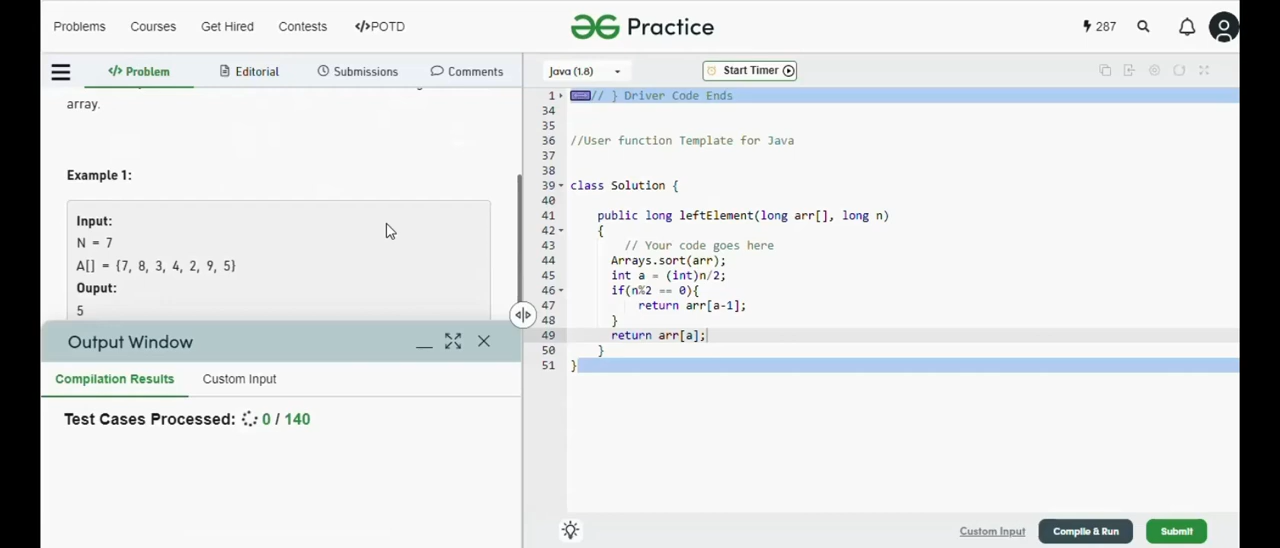 Problems Courses Get Hired Contests </>POTD Practice 287
</> Problem Editorial Submissions Comments Java (1.8) Start Timer
array.
Example 1:
Input:
N = 7
A[] = {7, 8, 3, 4, 2, 9, 5}
Ouput:
5
Output Window
Compilation Results Custom Input
Test Cases Processed: 0 / 140
1 // } Driver Code Ends
34
35
36 //User function Template for Java
37
38
39 class Solution {
40
41 public long leftElement(long arr[], long n)
42 {
43 // Your code goes here
44 Arrays.sort(arr);
45 int a = (int)n/2;
46 if(n%2 == 0){
47 return arr[a-1];
48 }
49 return arr[a];
50 }
51 }
Custom Input Compile & Run Submit